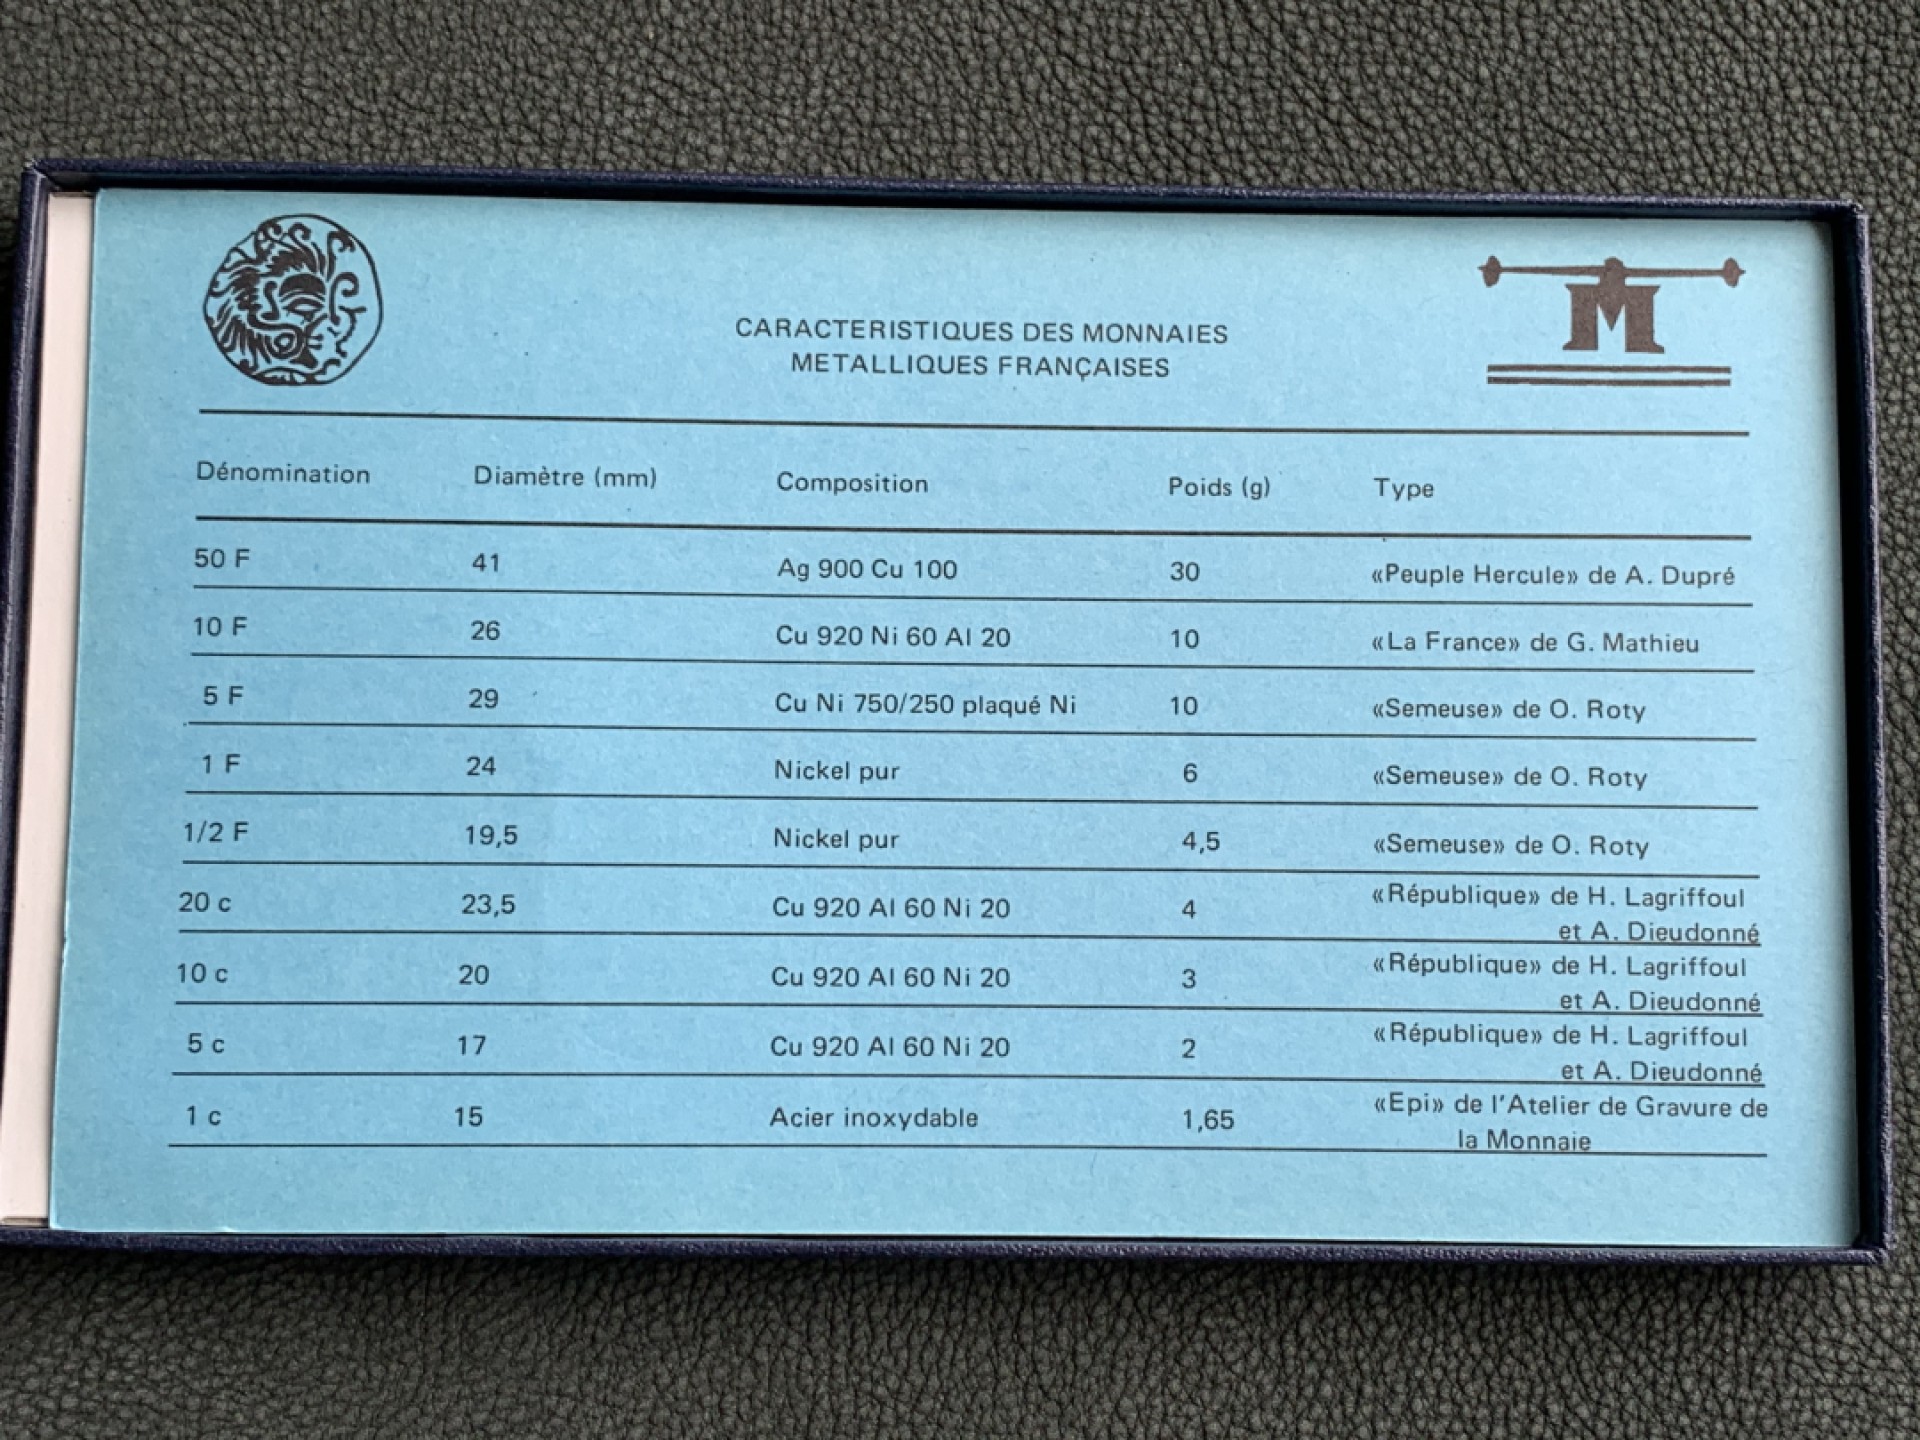 M
CARACTERISTIQUES DES MONNAIES
METALLIQUES FRANÇAISES
Dénomination Diamètre (mm) Composition Poids (g) Type
50 F 41 Ag 900 Cu 100 30 «Peuple Hercule» de A. Dupré
10 F 26 Cu 920 Ni 60 Al 20 10 «La France» de G. Mathieu
5 F 29 Cu Ni 750/250 plaqué Ni 10 «Semeuse» de O. Roty
1 F 24 Nickel pur 6 «Semeuse» de O. Roty
1/2 F 19,5 Nickel pur 4,5 «Semeuse» de O. Roty
20 c 23,5 Cu 920 Al 60 Ni 20 4 «République» de H. Lagriffoul
et A. Dieudonné
10 c 20 Cu 920 Al 60 Ni 20 3 «République» de H. Lagriffoul
et A. Dieudonné
5 c 17 Cu 920 Al 60 Ni 20 2 «République» de H. Lagriffoul
et A. Dieudonné
1 c 15 Acier inoxydable 1,65 «Epi» de l'Atelier de Gravure de
la Monnaie